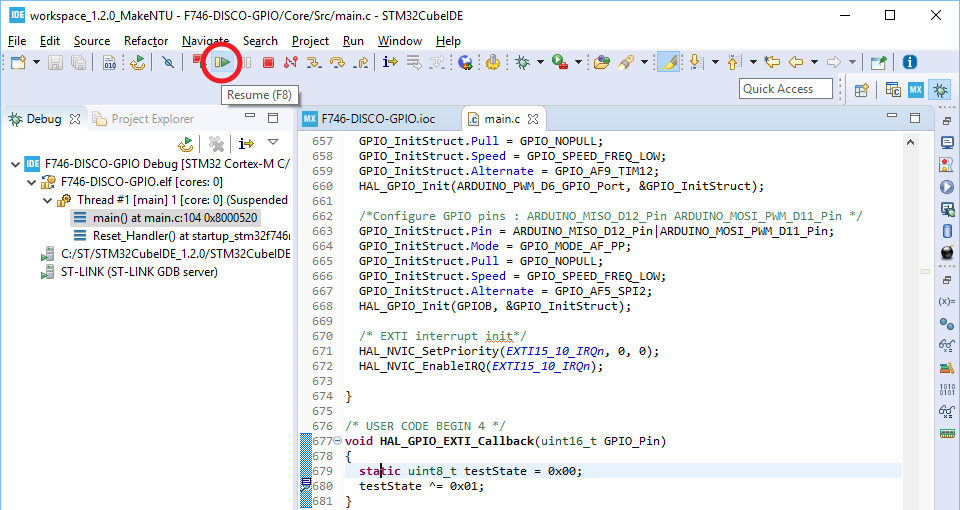 IDE workspace_1.2.0_MakeNTU - F746-DISCO-GPIO/Core/Src/main.c - STM32CubeIDE
File Edit Source Refactor Navigate Search Project Run Window Help
Resume (F8)
Quick Access
MX
Debug Project Explorer
MX F746-DISCO-GPIO.ioc main.c
IDE F746-DISCO-GPIO Debug [STM32 Cortex-M C/
F746-DISCO-GPIO.elf [cores: 0]
Thread #1 [main] 1 [core: 0] (Suspended
main() at main.c:104 0x8000520
Reset_Handler() at startup_stm32f746
C:/ST/STM32CubeIDE_1.2.0/STM32CubeIDE
ST-LINK (ST-LINK GDB server)
657 GPIO_InitStruct.Pull = GPIO_NOPULL;
658 GPIO_InitStruct.Speed = GPIO_SPEED_FREQ_LOW;
659 GPIO_InitStruct.Alternate = GPIO_AF9_TIM12;
660 HAL_GPIO_Init(ARDUINO_PWM_D6_GPIO_Port, &GPIO_InitStruct);
661
662 /*Configure GPIO pins : ARDUINO_MISO_D12_Pin ARDUINO_MOSI_PWM_D11_Pin */
663 GPIO_InitStruct.Pin = ARDUINO_MISO_D12_Pin|ARDUINO_MOSI_PWM_D11_Pin;
664 GPIO_InitStruct.Mode = GPIO_MODE_AF_PP;
665 GPIO_InitStruct.Pull = GPIO_NOPULL;
666 GPIO_InitStruct.Speed = GPIO_SPEED_FREQ_LOW;
667 GPIO_InitStruct.Alternate = GPIO_AF5_SPI2;
668 HAL_GPIO_Init(GPIOB, &GPIO_InitStruct);
669
670 /* EXTI interrupt init*/
671 HAL_NVIC_SetPriority(EXTI15_10_IRQn, 0, 0);
672 HAL_NVIC_EnableIRQ(EXTI15_10_IRQn);
673
674 }
675
676 /* USER CODE BEGIN 4 */
677 void HAL_GPIO_EXTI_Callback(uint16_t GPIO_Pin)
678 {
679 static uint8_t testState = 0x00;
680 testState ^= 0x01;
681 }
(x)=
1010
0101